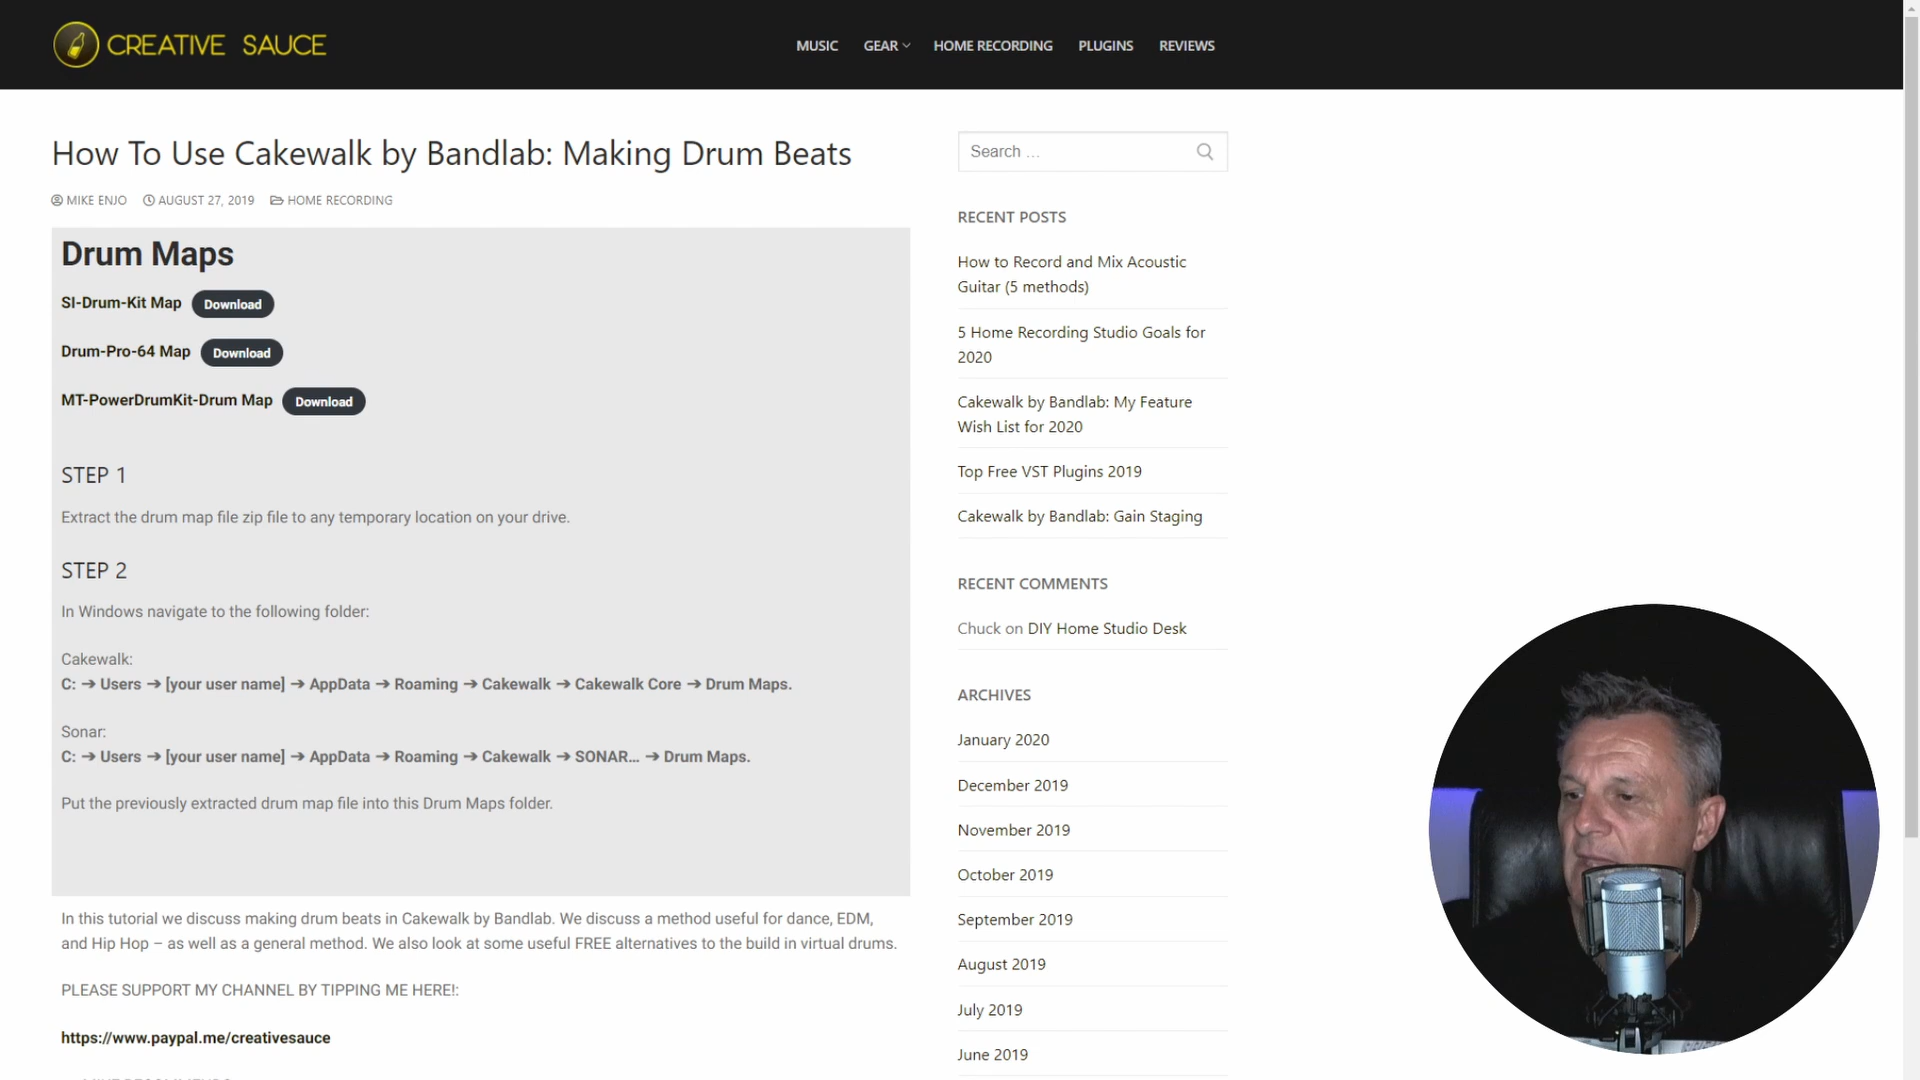 CREATIVE SAUCE
MUSIC GEAR HOME RECORDING PLUGINS REVIEWS
How To Use Cakewalk by Bandlab: Making Drum Beats
MIKE ENJO AUGUST 27, 2019 HOME RECORDING
Drum Maps
SI-Drum-Kit Map Download
Drum-Pro-64 Map Download
MT-PowerDrumKit-Drum Map Download
STEP 1
Extract the drum map file zip file to any temporary location on your drive.
STEP 2
In Windows navigate to the following folder:
Cakewalk:
C: → Users → [your user name] → AppData → Roaming → Cakewalk → Cakewalk Core → Drum Maps.
Sonar:
C: → Users → [your user name] → AppData → Roaming → Cakewalk → SONAR... → Drum Maps.
Put the previously extracted drum map file into this Drum Maps folder.
In this tutorial we discuss making drum beats in Cakewalk by Bandlab. We discuss a method useful for dance, EDM,
and Hip Hop – as well as a general method. We also look at some useful FREE alternatives to the build in virtual drums.
PLEASE SUPPORT MY CHANNEL BY TIPPING ME HERE!:
https://www.paypal.me/creativesauce
Search ...
RECENT POSTS
How to Record and Mix Acoustic
Guitar (5 methods)
5 Home Recording Studio Goals for
2020
Cakewalk by Bandlab: My Feature
Wish List for 2020
Top Free VST Plugins 2019
Cakewalk by Bandlab: Gain Staging
RECENT COMMENTS
Chuck on DIY Home Studio Desk
ARCHIVES
January 2020
December 2019
November 2019
October 2019
September 2019
August 2019
July 2019
June 2019